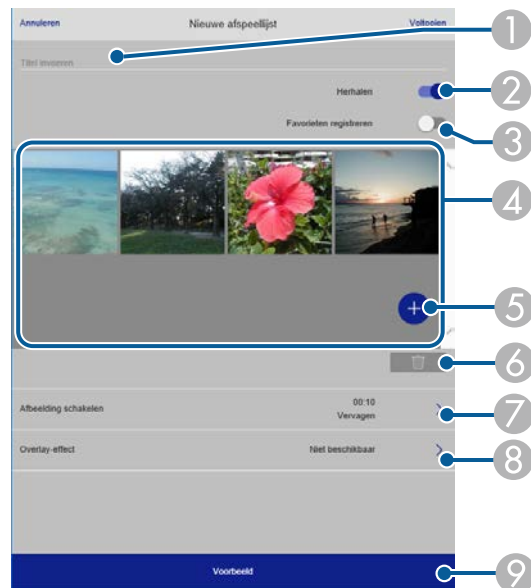 Annuleren Nieuwe afspeellijst Voltooien
1
Titel invoeren
Herhalen
2
Favorieten registreren
3
4
5
6
Afbeelding schakelen 00:10
Vervagen
7
Overlay-effect Niet beschikbaar
8
Voorbeeld
9